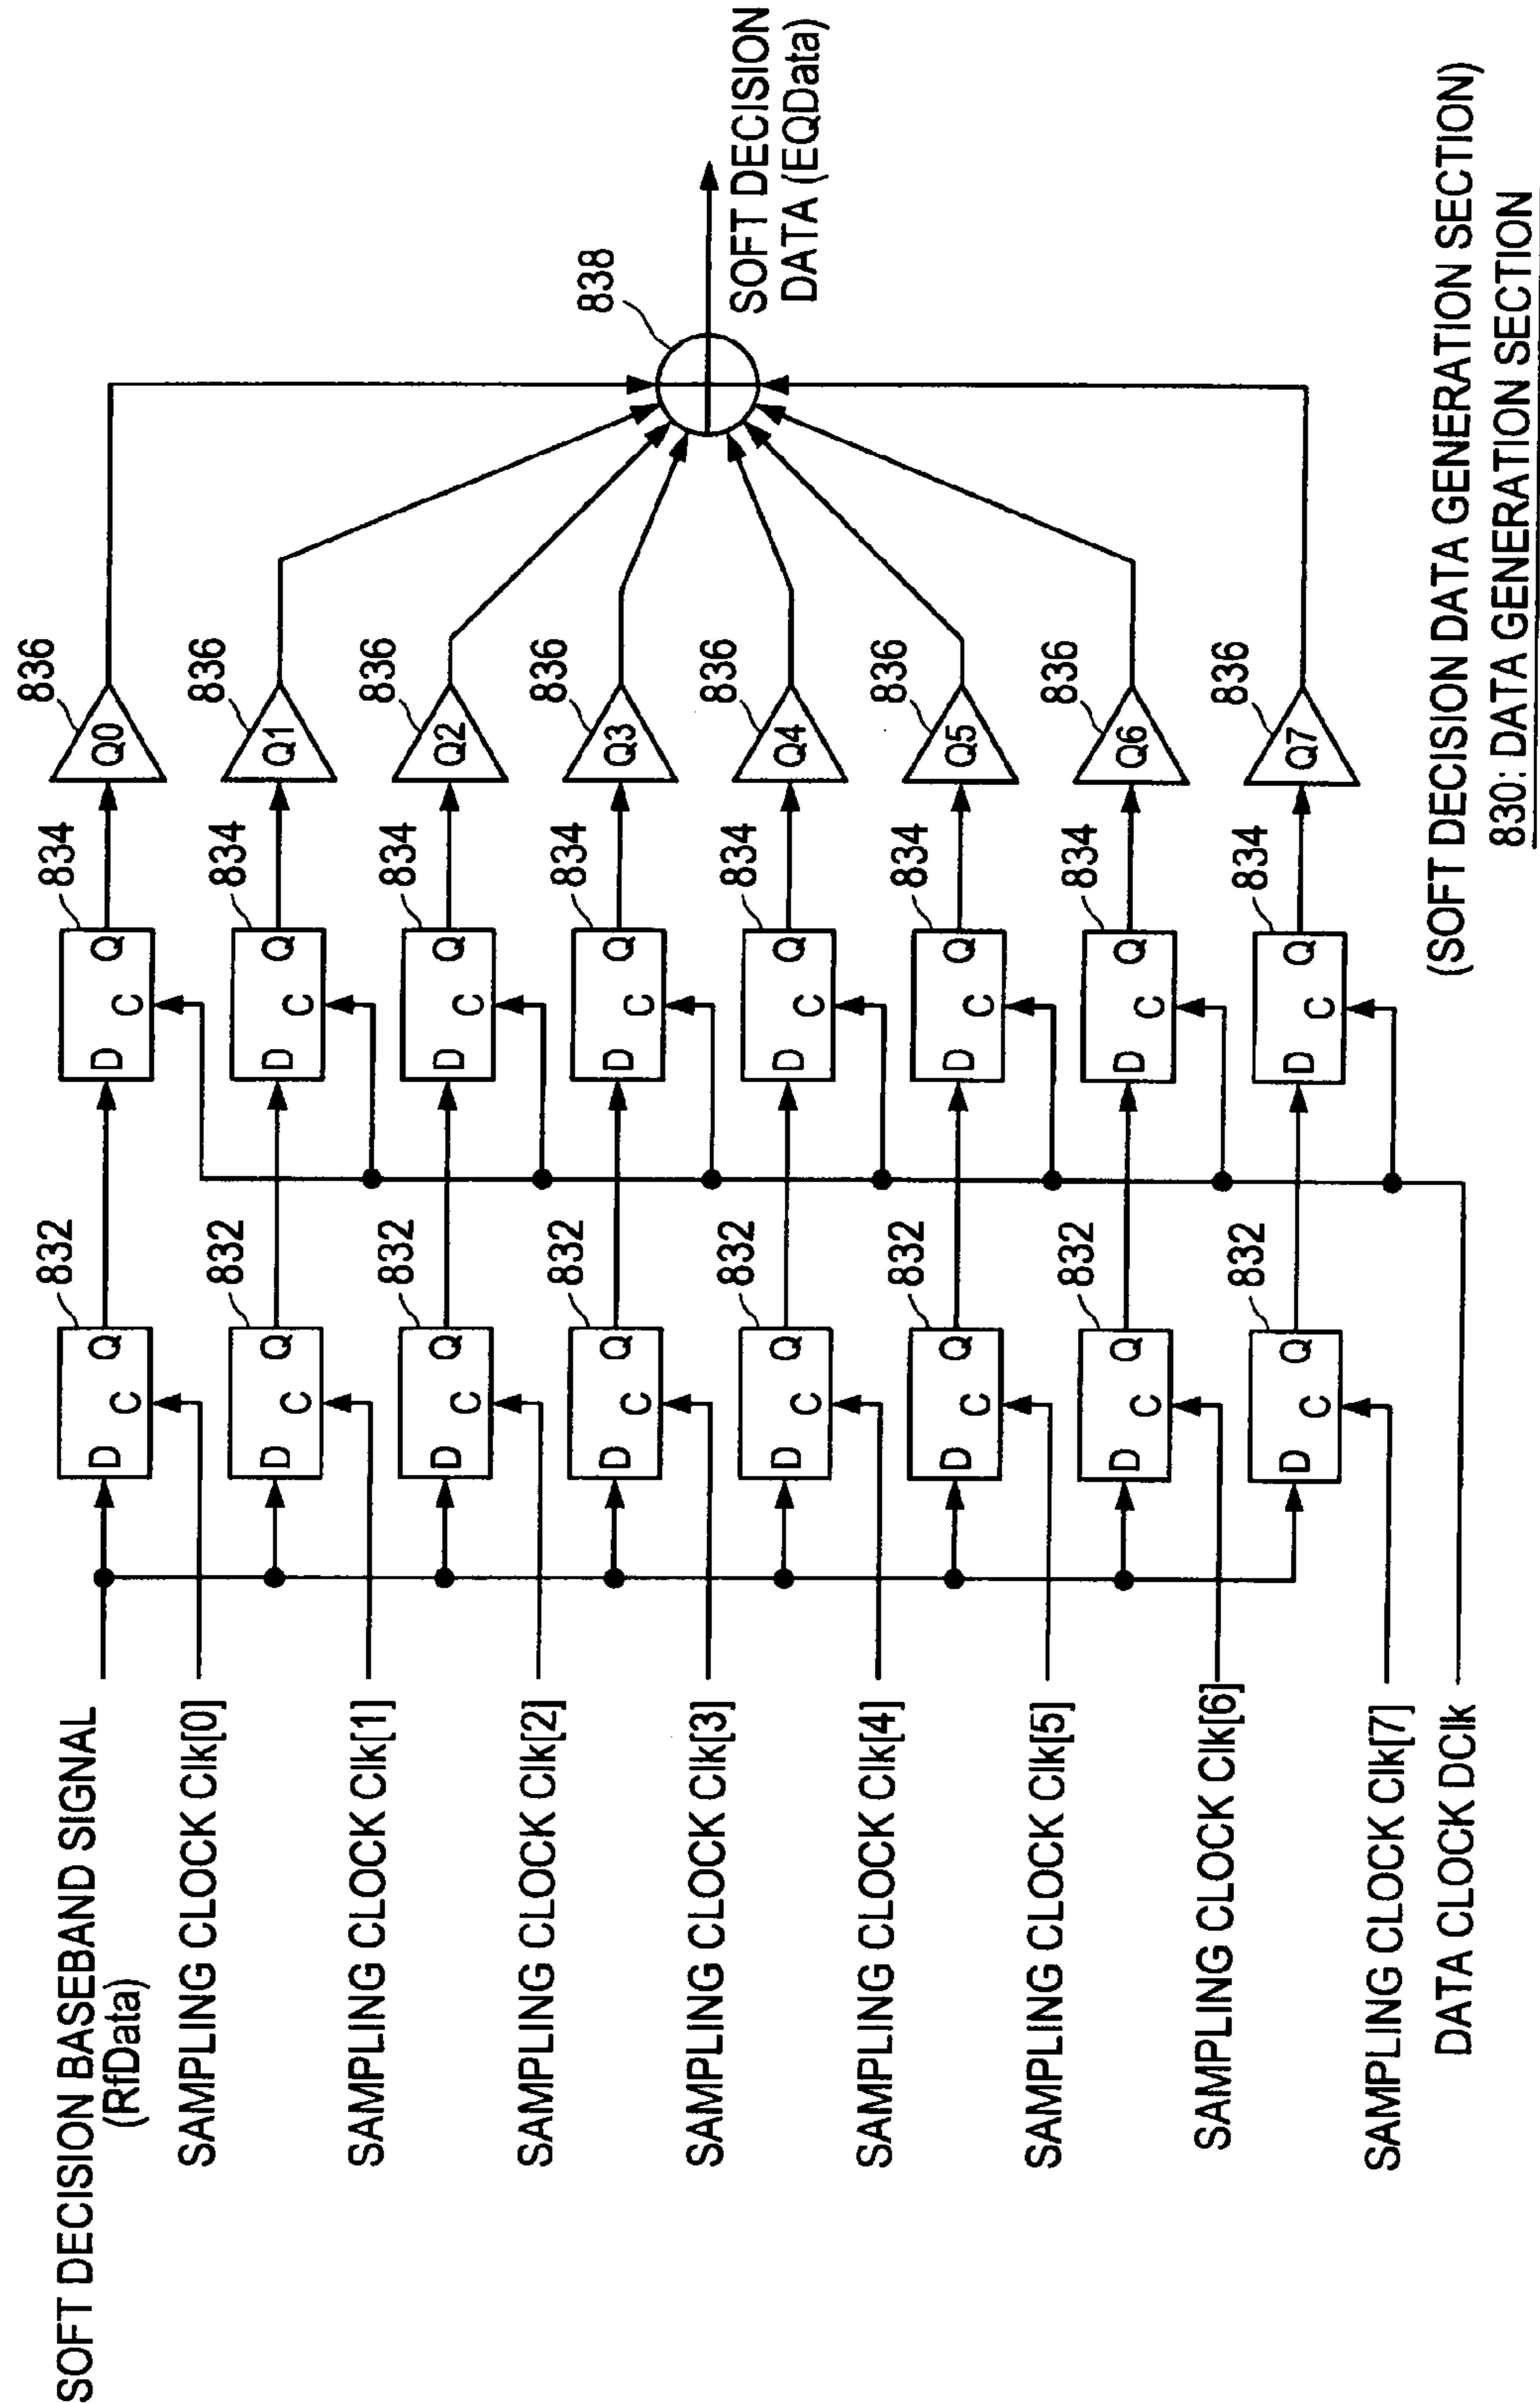 SOFT DECISION BASEBAND SIGNAL
(RfData)
SAMPLING CLOCK Clk[0]
SAMPLING CLOCK Clk[1]
SAMPLING CLOCK Clk[2]
SAMPLING CLOCK Clk[3]
SAMPLING CLOCK Clk[4]
SAMPLING CLOCK Clk[5]
SAMPLING CLOCK Clk[6]
SAMPLING CLOCK Clk[7]
DATA CLOCK DClk
832
D C Q
832
D C Q
832
D C Q
832
D C Q
832
D C Q
832
D C Q
832
D C Q
832
D C Q
834
D C Q
834
D C Q
834
D C Q
834
D C Q
834
D C Q
834
D C Q
834
D C Q
834
D C Q
836
Q0
836
Q1
836
Q2
836
Q3
836
Q4
836
Q5
836
Q6
836
Q7
838
SOFT DECISION
DATA (EQData)
(SOFT DECISION DATA GENERATION SECTION)
830: DATA GENERATION SECTION